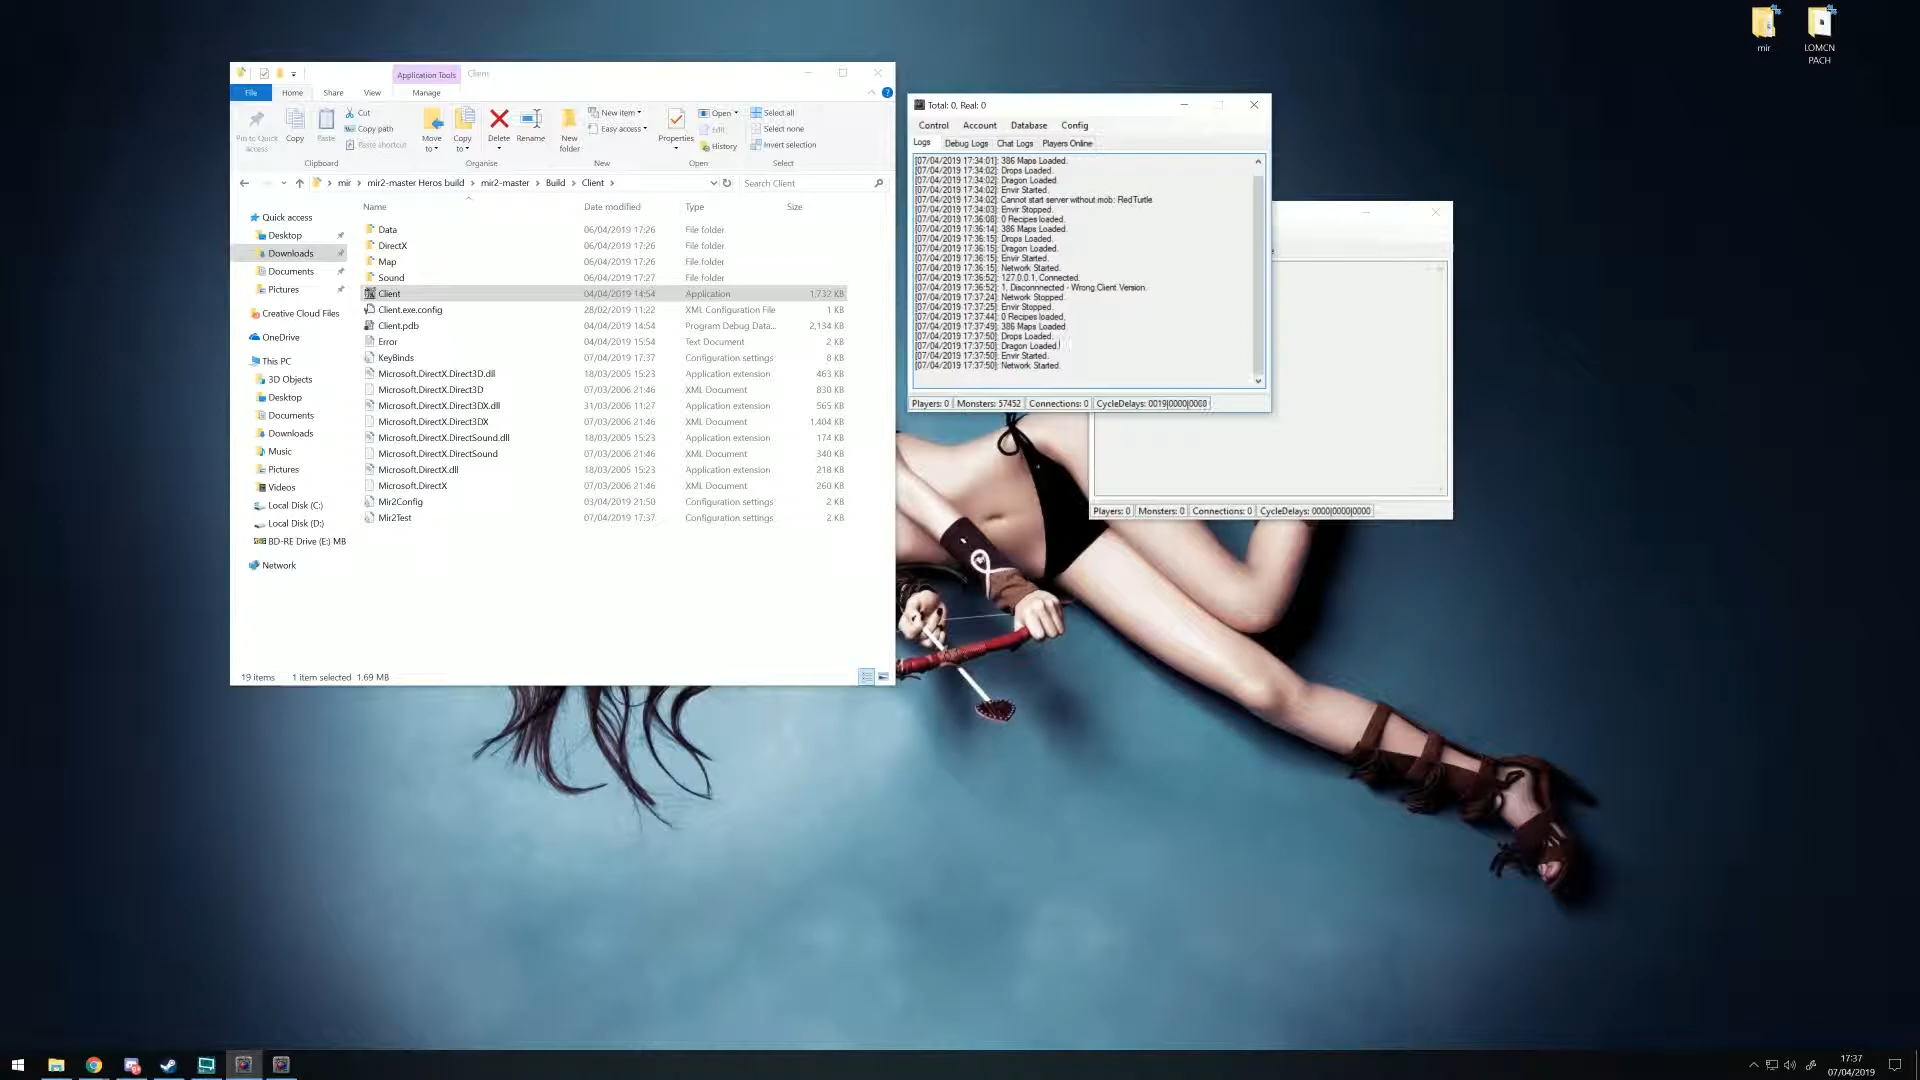 mir
LOMCN
PACH
Application Tools
Client
File
Home
Share
View
Manage
Pin to Quick
access
Copy
Paste
Cut
Copy path
Paste shortcut
Clipboard
Move
to
Copy
to
Delete
Rename
Organise
New
folder
New item
Easy access
New
Properties
Open
Edit
History
Open
Select all
Select none
Invert selection
Select
mir > mir2-master Heros build > mir2-master > Build > Client >
Search Client
Quick access
Desktop
Downloads
Documents
Pictures
Creative Cloud Files
OneDrive
This PC
3D Objects
Desktop
Documents
Downloads
Music
Pictures
Videos
Local Disk (C:)
Local Disk (D:)
BD-RE Drive (E:) MB
Network
Name Date modified Type Size
Data 06/04/2019 17:26 File folder
DirectX 06/04/2019 17:26 File folder
Map 06/04/2019 17:26 File folder
Sound 06/04/2019 17:27 File folder
Client 04/04/2019 14:54 Application 1,732 KB
Client.exe.config 28/02/2019 11:22 XML Configuration File 1 KB
Client.pdb 04/04/2019 14:54 Program Debug Data... 2,134 KB
Error 04/04/2019 15:54 Text Document 2 KB
KeyBinds 07/04/2019 17:37 Configuration settings 8 KB
Microsoft.DirectX.Direct3D.dll 18/03/2005 15:23 Application extension 463 KB
Microsoft.DirectX.Direct3D 07/03/2006 21:46 XML Document 830 KB
Microsoft.DirectX.Direct3DX.dll 31/03/2006 11:27 Application extension 565 KB
Microsoft.DirectX.Direct3DX 07/03/2006 21:46 XML Document 1,404 KB
Microsoft.DirectX.DirectSound.dll 18/03/2005 15:23 Application extension 174 KB
Microsoft.DirectX.DirectSound 07/03/2006 21:46 XML Document 340 KB
Microsoft.DirectX.dll 18/03/2005 15:23 Application extension 218 KB
Microsoft.DirectX 07/03/2006 21:46 XML Document 260 KB
Mir2Config 03/04/2019 21:50 Configuration settings 2 KB
Mir2Test 07/04/2019 17:37 Configuration settings 2 KB
19 items 1 item selected 1.69 MB
Total: 0, Real: 0
Control Account Database Config
Logs Debug Logs Chat Logs Players Online
[07/04/2019 17:34:01]: 386 Maps Loaded.
[07/04/2019 17:34:02]: Drops Loaded.
[07/04/2019 17:34:02]: Dragon Loaded.
[07/04/2019 17:34:02]: Envir Started.
[07/04/2019 17:34:02]: Cannot start server without mob: RedTurtle
[07/04/2019 17:34:03]: Envir Stopped.
[07/04/2019 17:36:08]: 0 Recipes loaded.
[07/04/2019 17:36:14]: 386 Maps Loaded.
[07/04/2019 17:36:15]: Drops Loaded.
[07/04/2019 17:36:15]: Dragon Loaded.
[07/04/2019 17:36:15]: Envir Started.
[07/04/2019 17:36:15]: Network Started.
[07/04/2019 17:36:52]: 127.0.0.1, Connected.
[07/04/2019 17:36:52]: 1, Disconnnected - Wrong Client Version.
[07/04/2019 17:37:24]: Network Stopped.
[07/04/2019 17:37:25]: Envir Stopped.
[07/04/2019 17:37:44]: 0 Recipes loaded.
[07/04/2019 17:37:49]: 386 Maps Loaded.
[07/04/2019 17:37:50]: Drops Loaded.
[07/04/2019 17:37:50]: Dragon Loaded.
[07/04/2019 17:37:50]: Envir Started.
[07/04/2019 17:37:50]: Network Started.
Players: 0 Monsters: 57452 Connections: 0 CycleDelays: 0019|0000|0000
Players: 0 Monsters: 0 Connections: 0 CycleDelays: 0000|0000|0000
17:37
07/04/2019